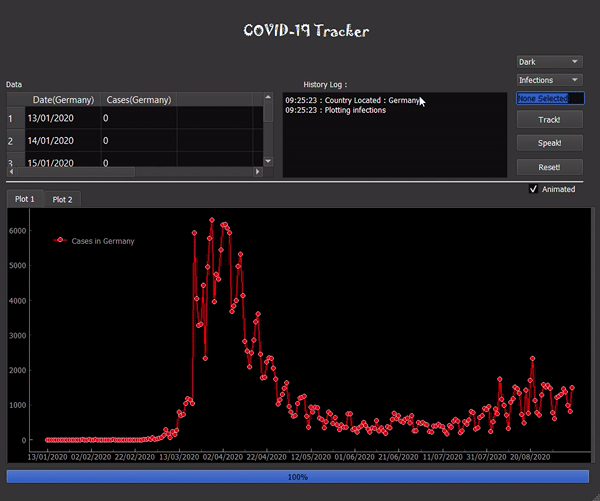 COVID-19 Tracker
Dark
Data
History Log :
Infections
Date(Germany) Cases(Germany)
09:25:23 : Country Located : Germany
None Selected
1 13/01/2020 0
09:25:23 : Plotting infections
Track!
2 14/01/2020 0
Speak!
3 15/01/2020 0
Reset!
Animated
Plot 1 Plot 2
6000
Cases in Germany
5000
4000
3000
2000
1000
0
13/01/2020 02/02/2020 22/02/2020 13/03/2020 02/04/2020 22/04/2020 12/05/2020 01/06/2020 21/06/2020 11/07/2020 31/07/2020 20/08/2020
100%